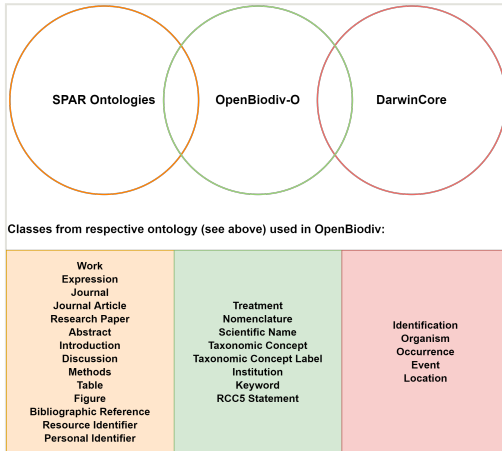 SPAR Ontologies
OpenBiodiv-O
DarwinCore
Classes from respective ontology (see above) used in OpenBiodiv:
Work
Expression
Journal
Journal Article
Research Paper
Abstract
Introduction
Discussion
Methods
Table
Figure
Bibliographic Reference
Resource Identifier
Personal Identifier
Treatment
Nomenclature
Scientific Name
Taxonomic Concept
Taxonomic Concept Label
Institution
Keyword
RCC5 Statement
Identification
Organism
Occurrence
Event
Location